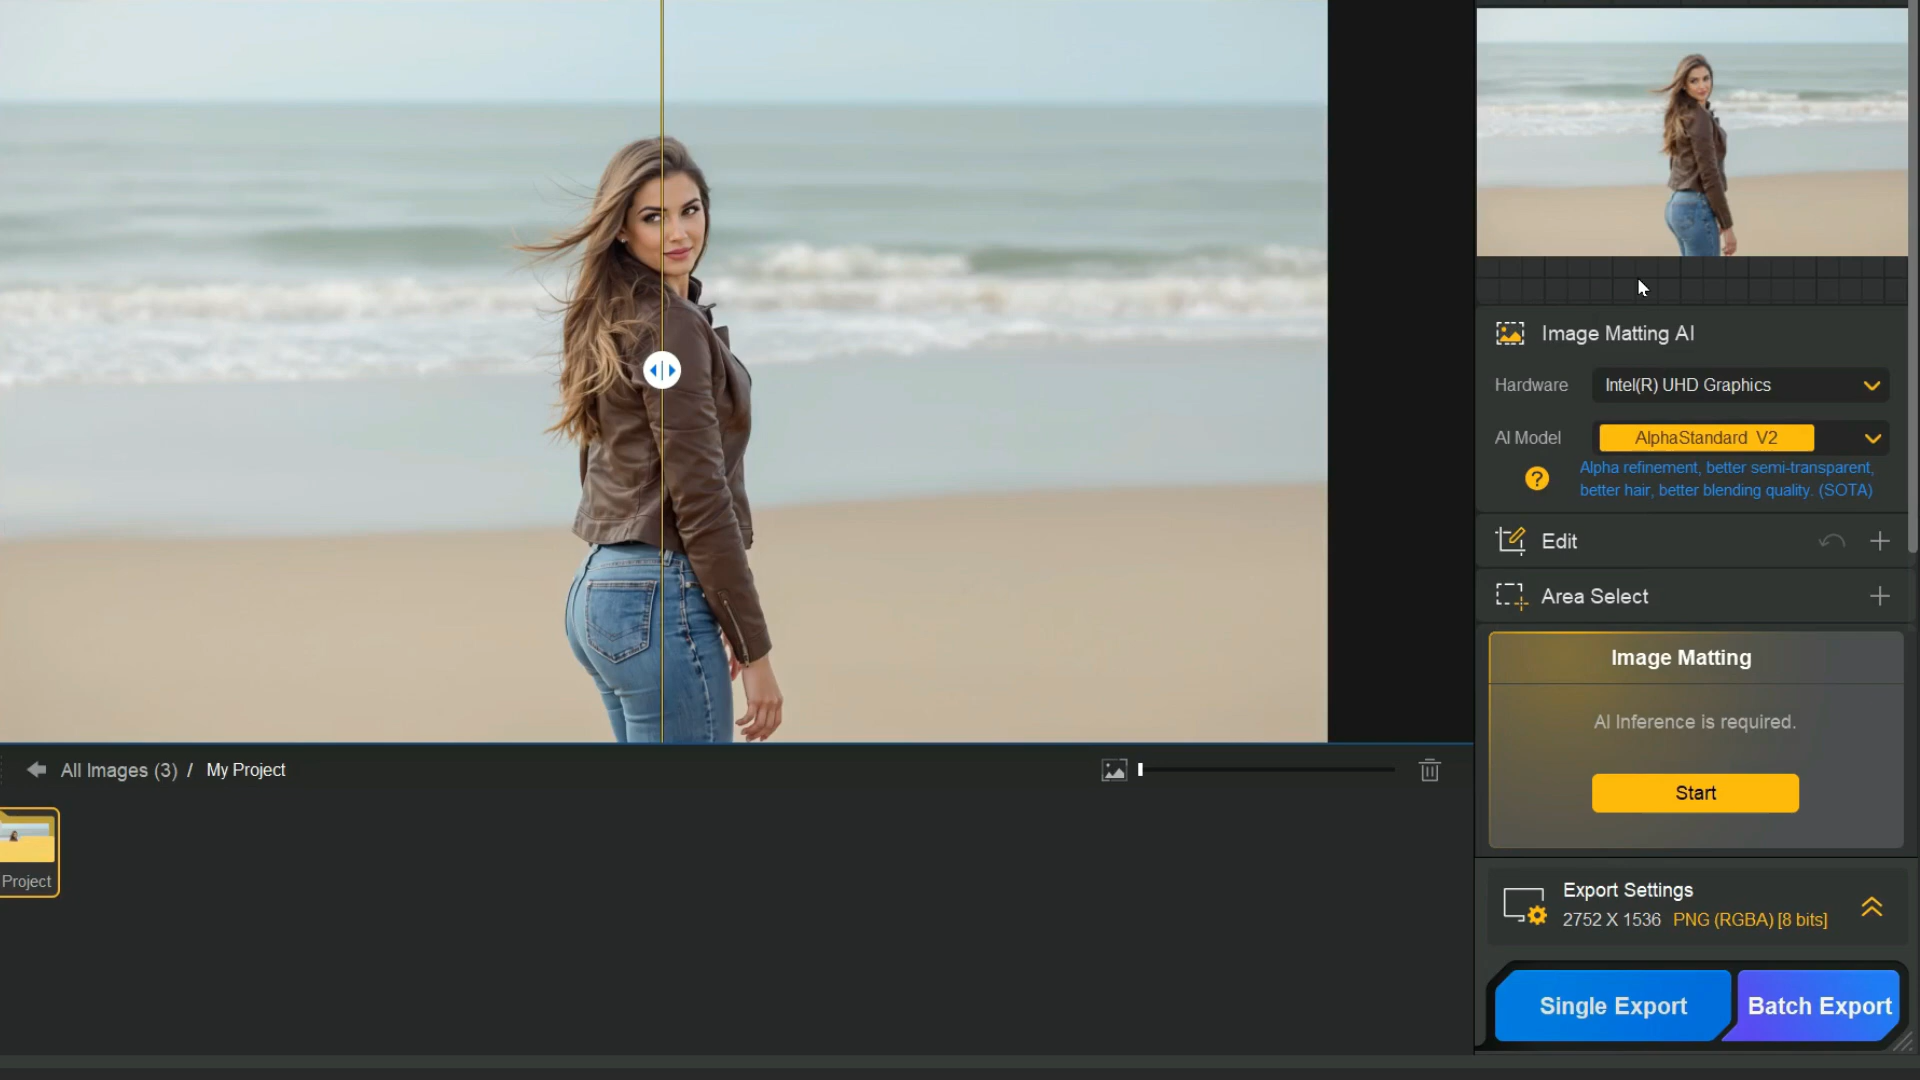 Image Matting AI
Hardware
Intel(R) UHD Graphics
AI Model
AlphaStandard V2
?
Alpha refinement, better semi-transparent,
better hair, better blending quality. (SOTA)
Edit
Area Select
Image Matting
AI Inference is required.
Start
All Images (3) / My Project
Project
Export Settings
2752 X 1536 PNG (RGBA) [8 bits]
Single Export
Batch Export